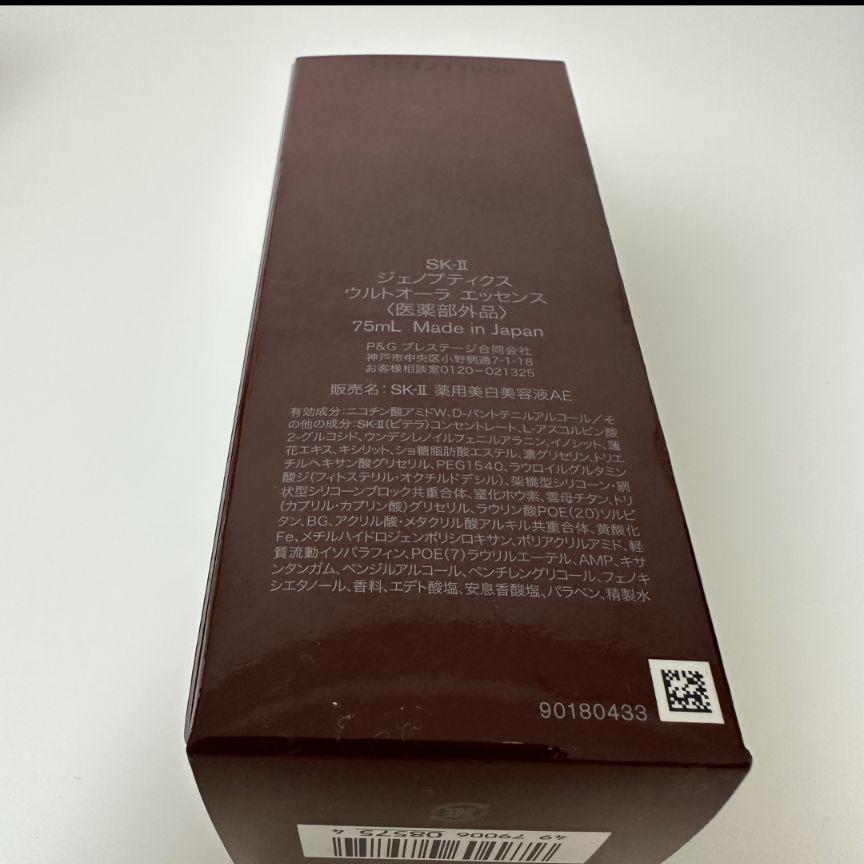 SK-II
ジェノプティクス
ウルトオーラ エッセンス
〈医薬部外品〉
75mL Made in Japan
P&G プレステージ合同会社
神戸市中央区小野柄通7-1-18
お客様相談室0120-021325
販売名：SK-II 薬用美白美容液AE
有効成分：ニコチン酸アミドW、D-パントテニルアルコール／そ
の他の成分：SK-II（ピテラ）コンセントレート、L-アスコルビン酸
2-グルコシド、ウンデシレノイルフェニルアラニン、イノシット、蓮
花エキス、キシリット、ショ糖脂肪酸エステル、濃グリセリン、トリエ
チルヘキサン酸グリセリル、PEG1540、ラウロイルグルタミン
酸ジ（フィトステリル・オクチルドデシル）、架橋型シリコーン・網
状型シリコーンブロック共重合体、窒化ホウ素、雲母チタン、トリ
（カプリル・カプリン酸）グリセリル、ラウリン酸POE（20）ソルビ
タン、BG、アクリル酸・メタクリル酸アルキル共重合体、黄酸化
Fe、メチルハイドロジェンポリシロキサン、ポリアクリルアミド、軽
質流動イソパラフィン、POE（7）ラウリルエーテル、AMP、キサ
ンタンガム、ベンジルアルコール、ペンチレングリコール、フェノキ
シエタノール、香料、エデト酸塩、安息香酸塩、パラベン、精製水
90180433
4 979006 085754